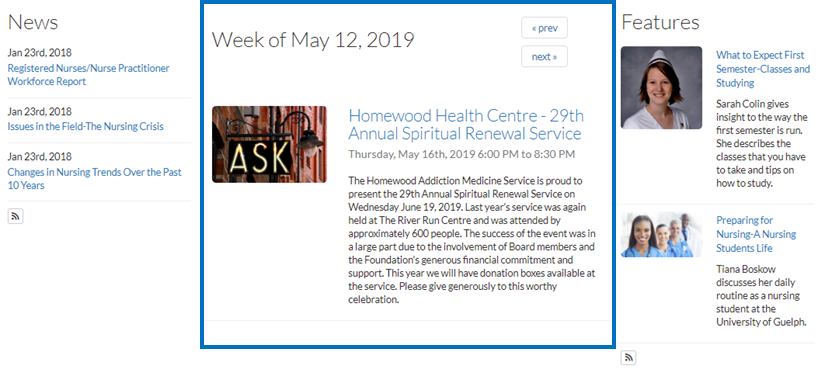 News
Jan 23rd, 2018
Registered Nurses/Nurse Practitioner
Workforce Report
Jan 23rd, 2018
Issues in the Field-The Nursing Crisis
Jan 23rd, 2018
Changes in Nursing Trends Over the Past
10 Years
Week of May 12, 2019
« prev
next »
ASK
Homewood Health Centre - 29th
Annual Spiritual Renewal Service
Thursday, May 16th, 2019 6:00 PM to 8:30 PM
The Homewood Addiction Medicine Service is proud to
present the 29th Annual Spiritual Renewal Service on
Wednesday June 19, 2019. Last year's service was again
held at The River Run Centre and was attended by
approximately 600 people. The success of the event was in
a large part due to the involvement of Board members and
the Foundation's generous financial commitment and
support. This year we will have donation boxes available at
the service. Please give generously to this worthy
celebration.
Features
What to Expect First
Semester-Classes and
Studying
Sarah Colin gives
insight to the way the
first semester is run.
She describes the
classes that you have
to take and tips on
how to study.
Preparing for
Nursing-A Nursing
Students Life
Tiana Boskow
discusses her daily
routine as a nursing
student at the
University of Guelph.